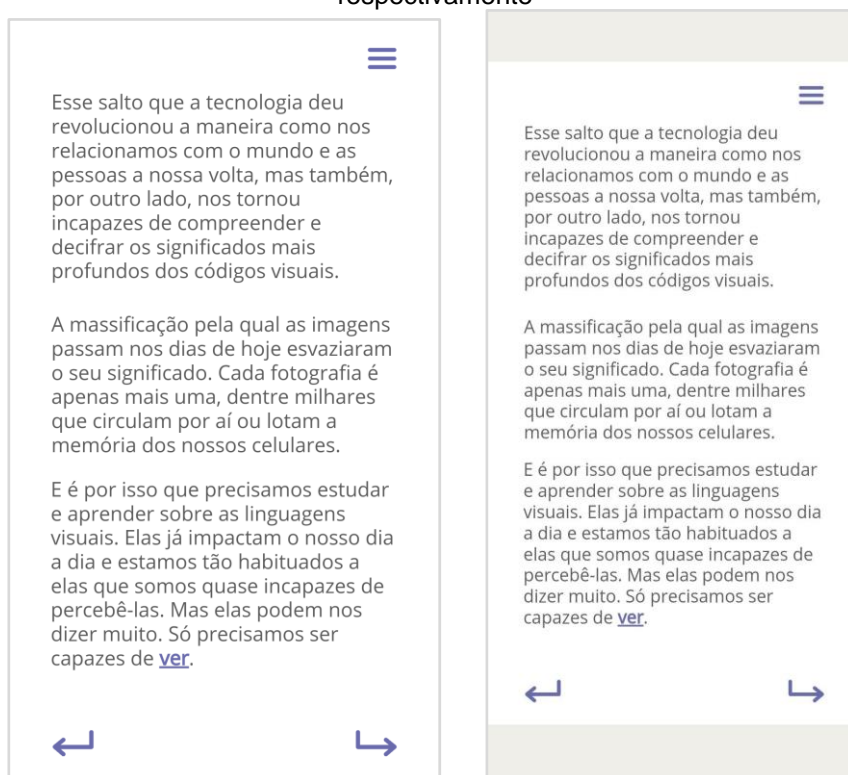 respectivamente
Esse salto que a tecnologia deu
revolucionou a maneira como nos
relacionamos com o mundo e as
pessoas a nossa volta, mas também,
por outro lado, nos tornou
incapazes de compreender e
decifrar os significados mais
profundos dos códigos visuais.
A massificação pela qual as imagens
passam nos dias de hoje esvaziaram
o seu significado. Cada fotografia é
apenas mais uma, dentre milhares
que circulam por aí ou lotam a
memória dos nossos celulares.
E é por isso que precisamos estudar
e aprender sobre as linguagens
visuais. Elas já impactam o nosso dia
a dia e estamos tão habituados a
elas que somos quase incapazes de
percebê-las. Mas elas podem nos
dizer muito. Só precisamos ser
capazes de ver.
Esse salto que a tecnologia deu
revolucionou a maneira como nos
relacionamos com o mundo e as
pessoas a nossa volta, mas também,
por outro lado, nos tornou
incapazes de compreender e
decifrar os significados mais
profundos dos códigos visuais.
A massificação pela qual as imagens
passam nos dias de hoje esvaziaram
o seu significado. Cada fotografia é
apenas mais uma, dentre milhares
que circulam por aí ou lotam a
memória dos nossos celulares.
E é por isso que precisamos estudar
e aprender sobre as linguagens
visuais. Elas já impactam o nosso dia
a dia e estamos tão habituados a
elas que somos quase incapazes de
percebê-las. Mas elas podem nos
dizer muito. Só precisamos ser
capazes de ver.